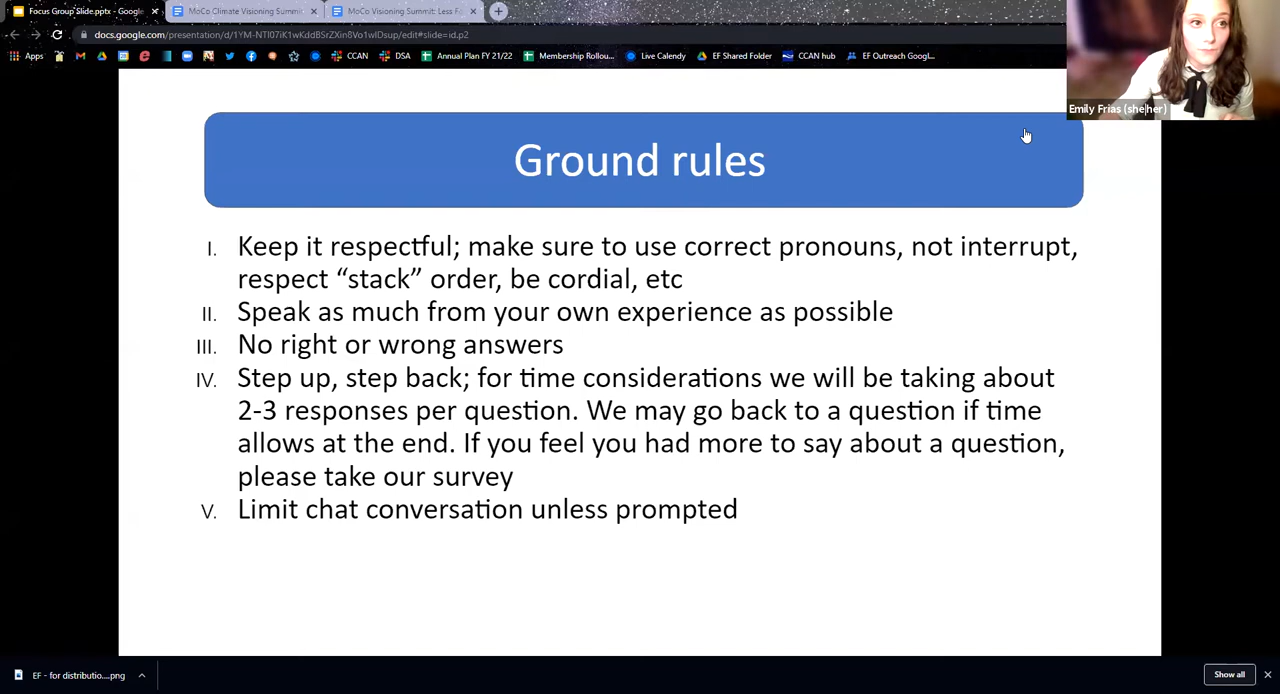 Focus Group Slide.pptx - Google
MoCo Climate Visioning Summit
MoCo Visioning Summit: Less Fo
docs.google.com/presentation/d/
/edit#slide=id.p2
Apps
CCAN
DSA
Annual Plan FY 21/22
Membership Rollou...
Live Calendy
EF Shared Folder
CCAN hub
EF Outreach Googl...
Emily Frias (she|her)
Ground rules
I. Keep it respectful; make sure to use correct pronouns, not interrupt,
respect “stack” order, be cordial, etc
II. Speak as much from your own experience as possible
III. No right or wrong answers
IV. Step up, step back; for time considerations we will be taking about
2-3 responses per question. We may go back to a question if time
allows at the end. If you feel you had more to say about a question,
please take our survey
V. Limit chat conversation unless prompted
EF - for distributio....png
Show all